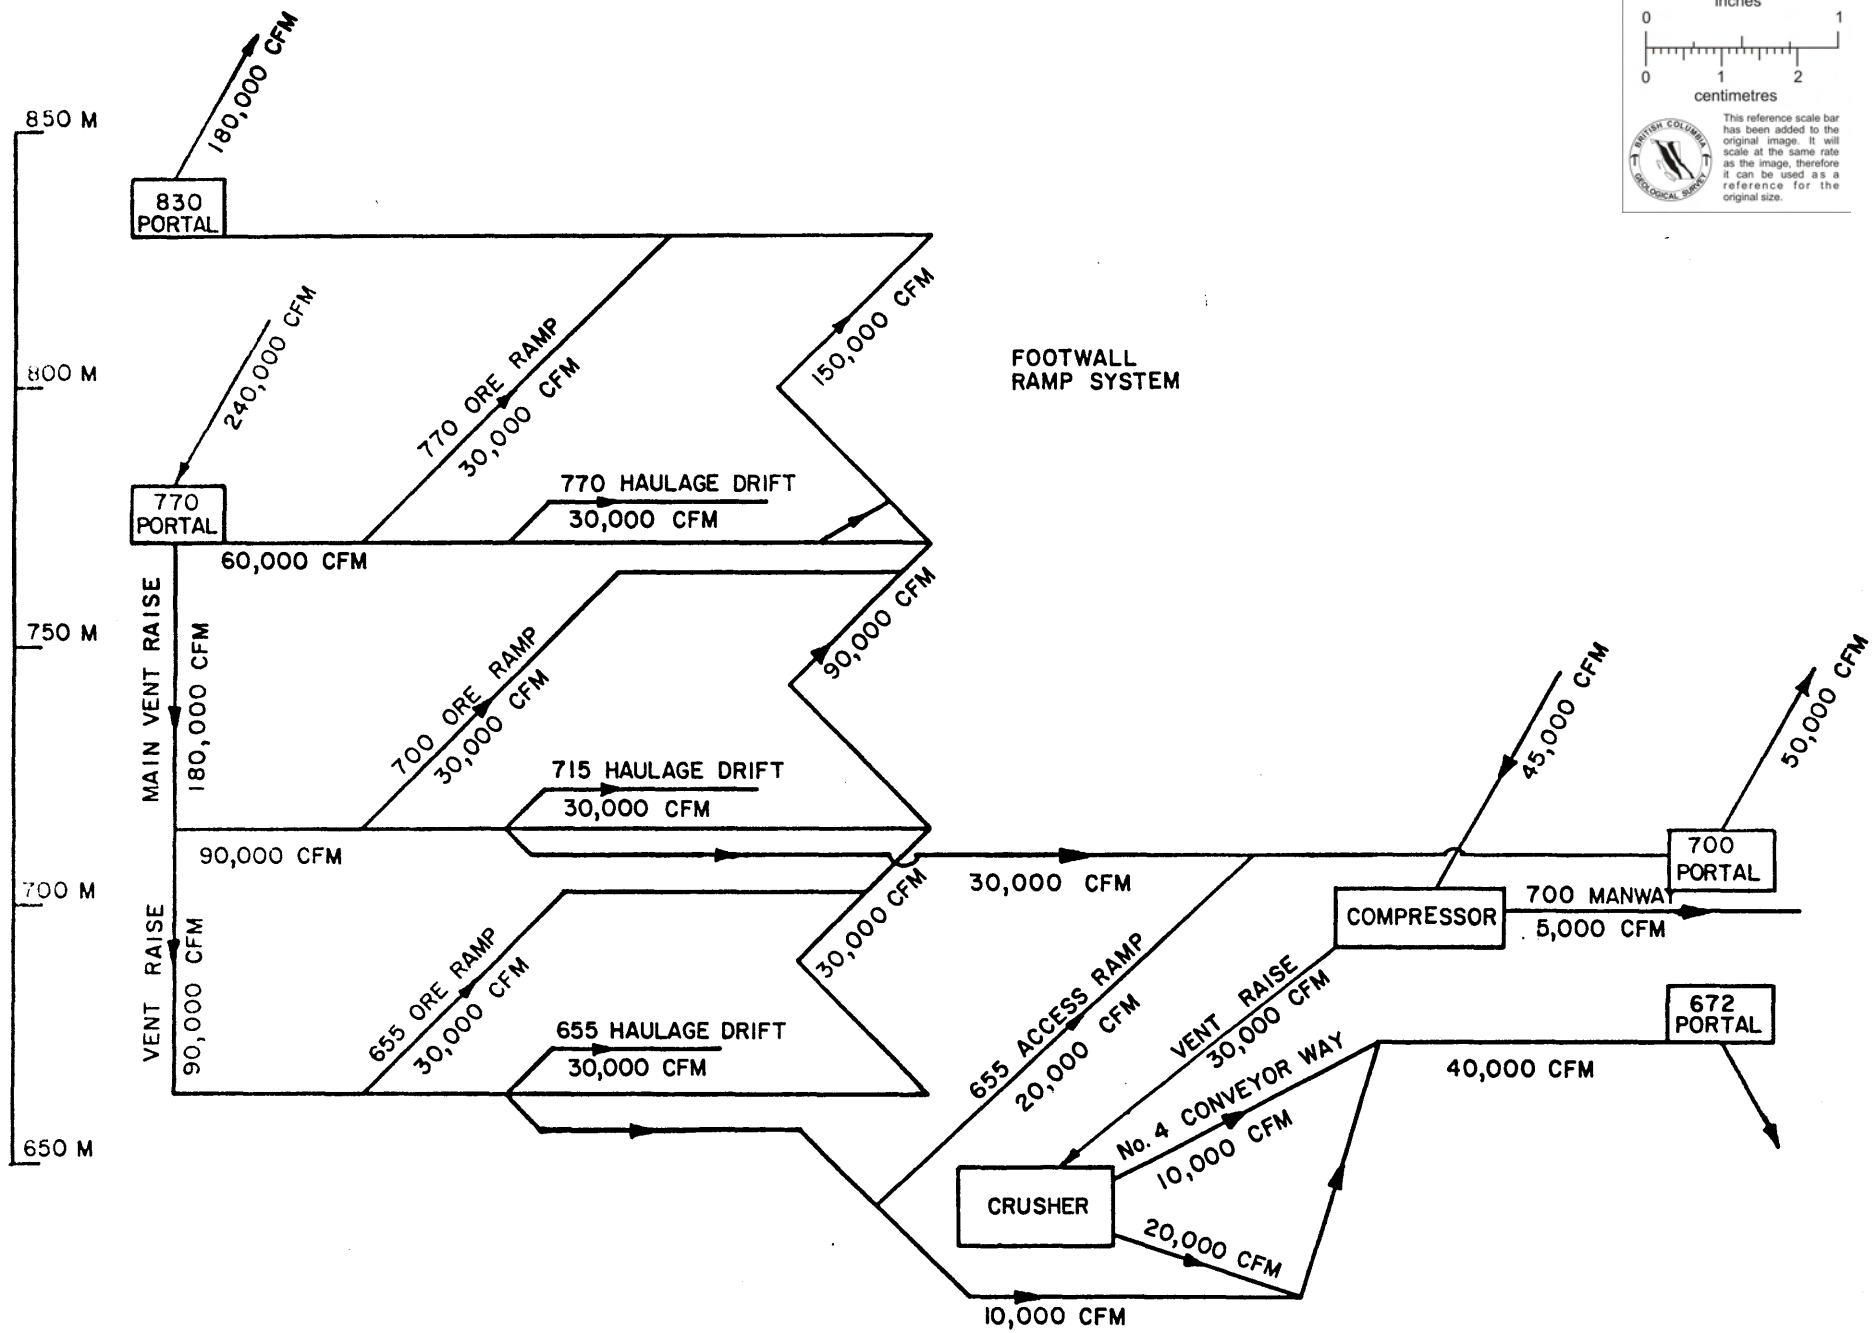 inches
0 1
0 1 2
centimetres
This reference scale bar
has been added to the
original image. It will
scale at the same rate
as the image, therefore
it can be used as a
reference for the
original size.
BRITISH COLUMBIA
GEOLOGICAL SURVEY
180,000 CFM
850 M
830
PORTAL
150,000 CFM
240,000 CFM
770 ORE RAMP
30,000 CFM
FOOTWALL
RAMP SYSTEM
800 M
770 HAULAGE DRIFT
30,000 CFM
770
PORTAL
60,000 CFM
90,000 CFM
MAIN VENT RAISE
180,000 CFM
750 M
700 ORE RAMP
30,000 CFM
715 HAULAGE DRIFT
30,000 CFM
45,000 CFM
50,000 CFM
90,000 CFM
30,000 CFM
30,000 CFM
700
PORTAL
700 M
700 MANWAY
5,000 CFM
COMPRESSOR
VENT RAISE
90,000 CFM
655 ORE RAMP
30,000 CFM
655 HAULAGE DRIFT
30,000 CFM
655 ACCESS RAMP
20,000 CFM
VENT RAISE
30,000 CFM
672
PORTAL
40,000 CFM
No. 4 CONVEYOR WAY
10,000 CFM
650 M
CRUSHER
20,000 CFM
10,000 CFM